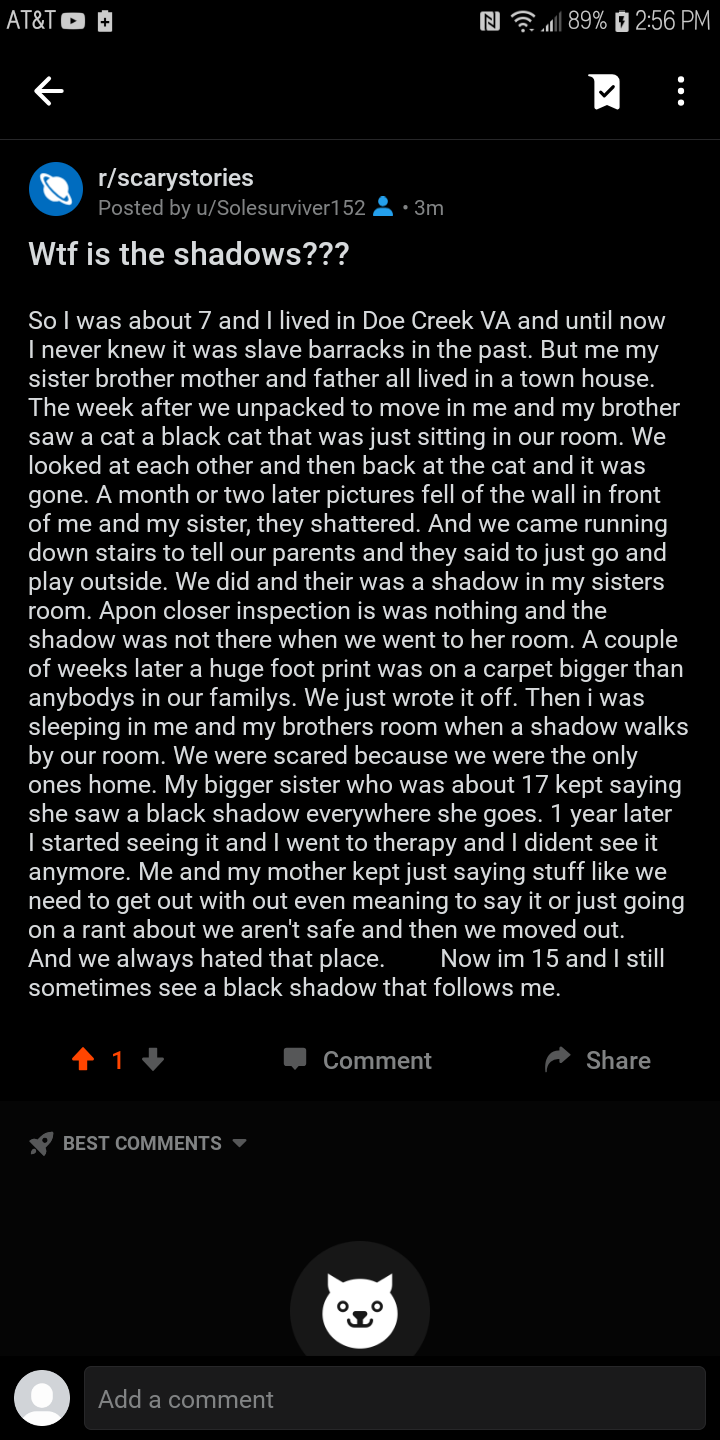 AT&T 89% 2:56 PM
r/scarystories
Posted by u/Solesurviver152 • 3m
Wtf is the shadows???
So I was about 7 and I lived in Doe Creek VA and until now
I never knew it was slave barracks in the past. But me my
sister brother mother and father all lived in a town house.
The week after we unpacked to move in me and my brother
saw a cat a black cat that was just sitting in our room. We
looked at each other and then back at the cat and it was
gone. A month or two later pictures fell of the wall in front
of me and my sister, they shattered. And we came running
down stairs to tell our parents and they said to just go and
play outside. We did and their was a shadow in my sisters
room. Apon closer inspection is was nothing and the
shadow was not there when we went to her room. A couple
of weeks later a huge foot print was on a carpet bigger than
anybodys in our familys. We just wrote it off. Then i was
sleeping in me and my brothers room when a shadow walks
by our room. We were scared because we were the only
ones home. My bigger sister who was about 17 kept saying
she saw a black shadow everywhere she goes. 1 year later
I started seeing it and I went to therapy and I dident see it
anymore. Me and my mother kept just saying stuff like we
need to get out with out even meaning to say it or just going
on a rant about we aren't safe and then we moved out.
And we always hated that place. Now im 15 and I still
sometimes see a black shadow that follows me.
1 Comment Share
BEST COMMENTS
Add a comment